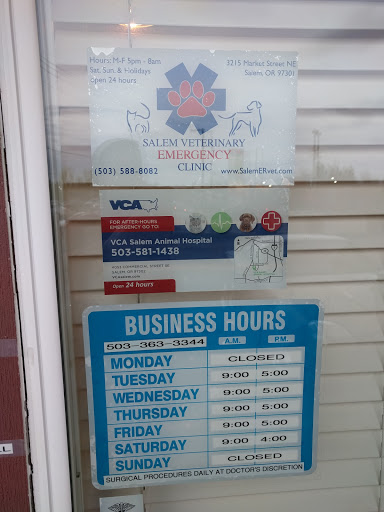 Hours: M-F 5pm - 8am
Sat, Sun, & Holidays
Open 24 hours
3215 Market Street NE
Salem, OR 97301
SALEM VETERINARY
EMERGENCY
CLINIC
(503) 588-8082
www.SalemERvet.com
VCA
FOR AFTER-HOURS
EMERGENCY GO TO:
VCA Salem Animal Hospital
503-581-1438
SALEM, OR 97302
Open 24 hours
BUSINESS HOURS
503-363-3344 A.M. P.M.
MONDAY CLOSED
TUESDAY 9:00 5:00
WEDNESDAY 9:00 5:00
THURSDAY 9:00 5:00
FRIDAY 9:00 5:00
SATURDAY 9:00 4:00
SUNDAY CLOSED
SURGICAL PROCEDURES DAILY AT DOCTOR'S DISCRETION